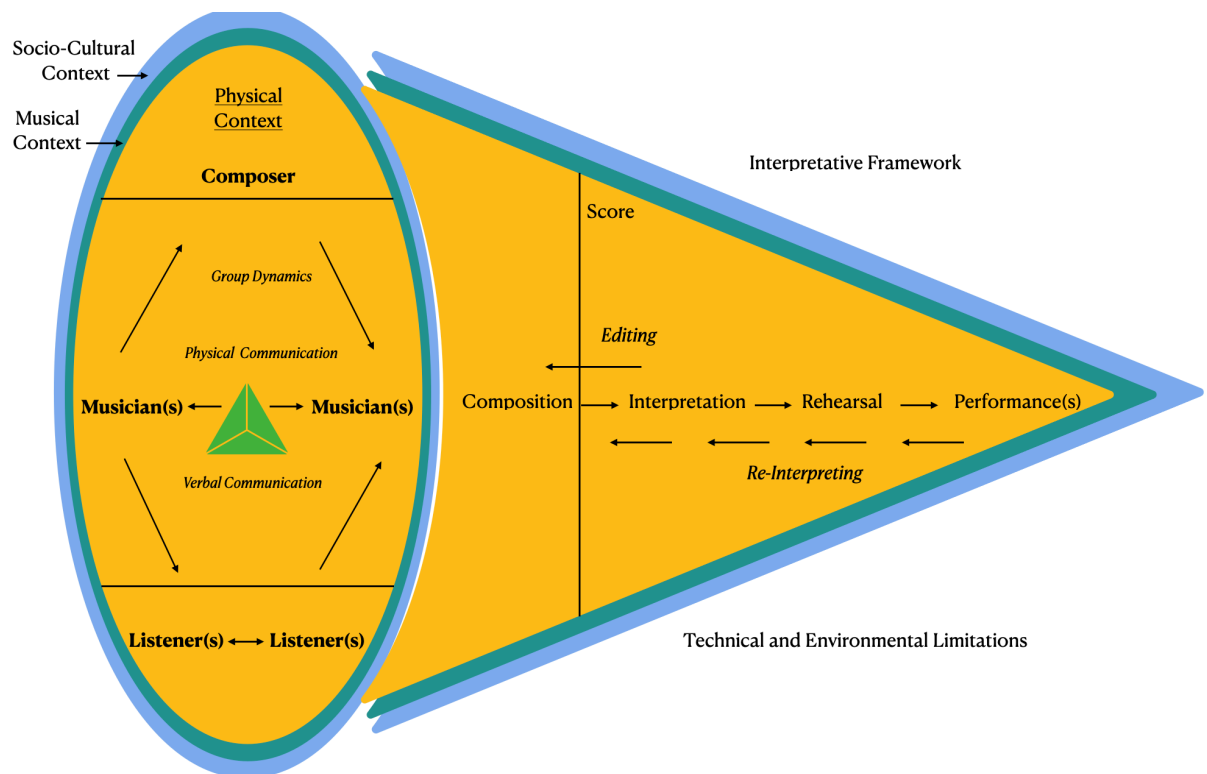 Socio-Cultural
Context
Musical
Context
Physical
Context
Composer
Group Dynamics
Physical Communication
Musician(s)
Musician(s)
Verbal Communication
Listener(s)
Listener(s)
Interpretative Framework
Score
Editing
Composition
Interpretation
Rehearsal
Performance(s)
Re-Interpreting
Technical and Environmental Limitations